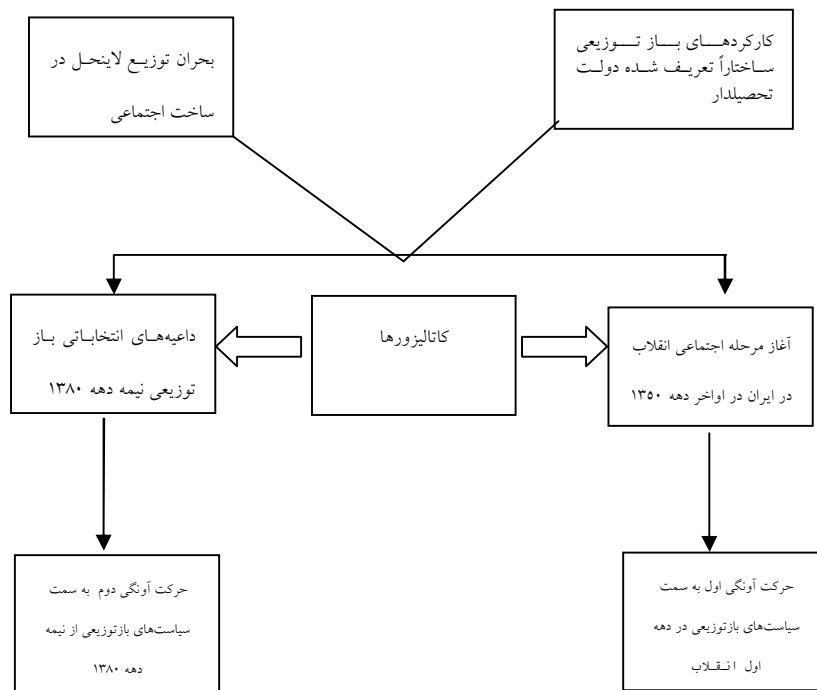 کارکردهای باز توزیعی
ساختاراً تعریف شده دولت
تحصیلدار
بحران توزیع لاینحل در
ساخت اجتماعی
آغاز مرحله اجتماعی انقلاب
در ایران در اواخر دهه ۱۳۵۰
کاتالیزورها
داعیه‌های انتخاباتی باز
توزیعی نیمه دهه ۱۳۸۰
حرکت آونگی اول به سمت
سیاست‌های بازتوزیعی در دهه
اول انقلاب
حرکت آونگی دوم به سمت
سیاست‌های بازتوزیعی از نیمه
دهه ۱۳۸۰